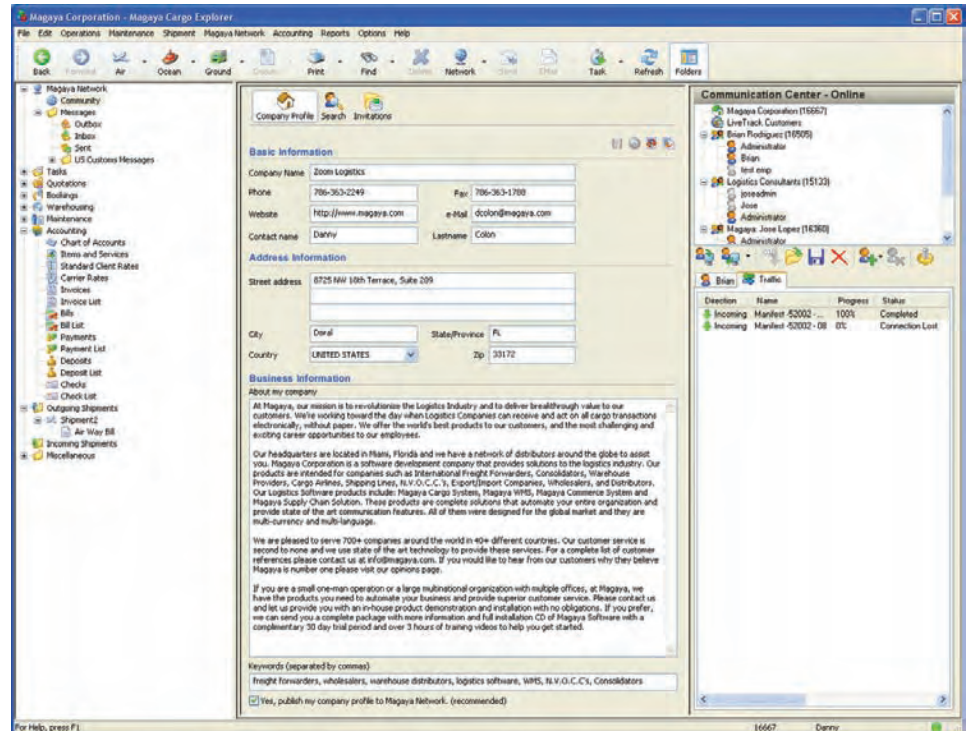 Magaya Corporation - Magaya Cargo Explorer
File Edit Operations Maintenance Shipment Magaya Network Accounting Reports Options Help
Back Forward Air Ocean Ground Create Print Find Delete Network Send EMail Task Refresh Folders
Magaya Network
Community
Messages
Outbox
Inbox
Sent
US Customs Messages
Tasks
Quotations
Bookings
Warehousing
Maintenance
Accounting
Chart of Accounts
Items and Services
Standard Client Rates
Carrier Rates
Invoices
Invoice List
Bills
Bill List
Payments
Payment List
Deposits
Deposit List
Checks
Check List
Outgoing Shipments
Shipment2
Air Way Bill
Incoming Shipments
Miscellaneous
Company Profile Search Invitations
Basic Information
Company Name Zoom Logistics
Phone 786-363-2249 Fax 786-363-1788
Website http://www.magaya.com e-Mail dcolon@magaya.com
Contact name Danny Lastname Colon
Address Information
Street address 8725 NW 18th Terrace, Suite 209
City Doral State/Province FL
Country UNITED STATES Zip 33172
Business Information
About my company
At Magaya, our mission is to revolutionize the Logistics Industry and to deliver breakthrough value to our
customers. We're working toward the day when Logistics Companies can receive and act on all cargo transactions
electronically, without paper. We offer the world's best products to our customers, and the most challenging and
exciting career opportunities to our employees.
Our headquarters are located in Miami, Florida and we have a network of distributors around the globe to assist
you. Magaya Corporation is a software development company that provides solutions to the logistics industry. Our
products are intended for companies such as International Freight Forwarders, Consolidators, Warehouse
Providers, Cargo Airlines, Shipping Lines, N.V.O.C.C.'s, Export/Import Companies, Wholesalers, and Distributors.
Our Logistics Software products include: Magaya Cargo System, Magaya WMS, Magaya Commerce System and
Magaya Supply Chain Solution. These products are complete solutions that automate your entire organization and
provide state of the art communication features. All of them were designed for the global market and they are
multi-currency and multi-language.
We are pleased to serve 700+ companies around the world in 40+ different countries. Our customer service is
second to none and we use state of the art technology to provide these services. For a complete list of customer
references please contact us at info@magaya.com. If you would like to hear from our customers why they believe
Magaya is number one please visit our opinions page.
If you are a small one-man operation or a large multinational organization with multiple offices, at Magaya, we
have the products you need to automate your business and provide superior customer service. Please contact us
and let us provide you with an in-house product demonstration and installation with no obligations. If you prefer,
we can send you a complete package with more information and full installation CD of Magaya Software with a
complimentary 30 day trial period and over 3 hours of training videos to help you get started.
Keywords (separated by commas)
freight forwarders, wholesalers, warehouse distributors, logistics software, WMS, N.V.O.C.C's, Consolidators
Yes, publish my company profile to Magaya Network. (recommended)
Communication Center - Online
Magaya Corporation (16667)
LiveTrack Customers
Brian Rodriguez (16505)
Administrator
Brian
test emp
Logistics Consultants (15133)
joseadmin
Jose
Administrator
Magaya: Jose Lopez (16360)
Administrator
Brian Traffic
Direction Name Progress Status
Incoming Manifest -52002 - ... 100% Completed
Incoming Manifest -52002 - 08 0% Connection Lost
For Help, press F1 16667 Danny